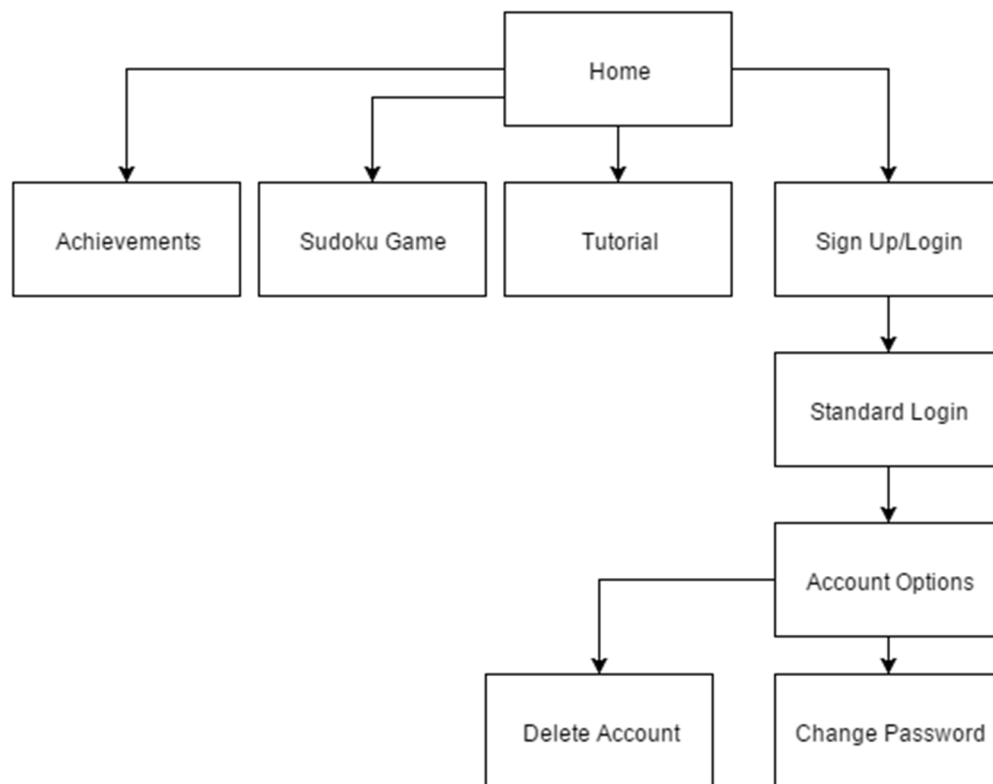 Home
Achievements
Sudoku Game
Tutorial
Sign Up/Login
Standard Login
Account Options
Delete Account
Change Password